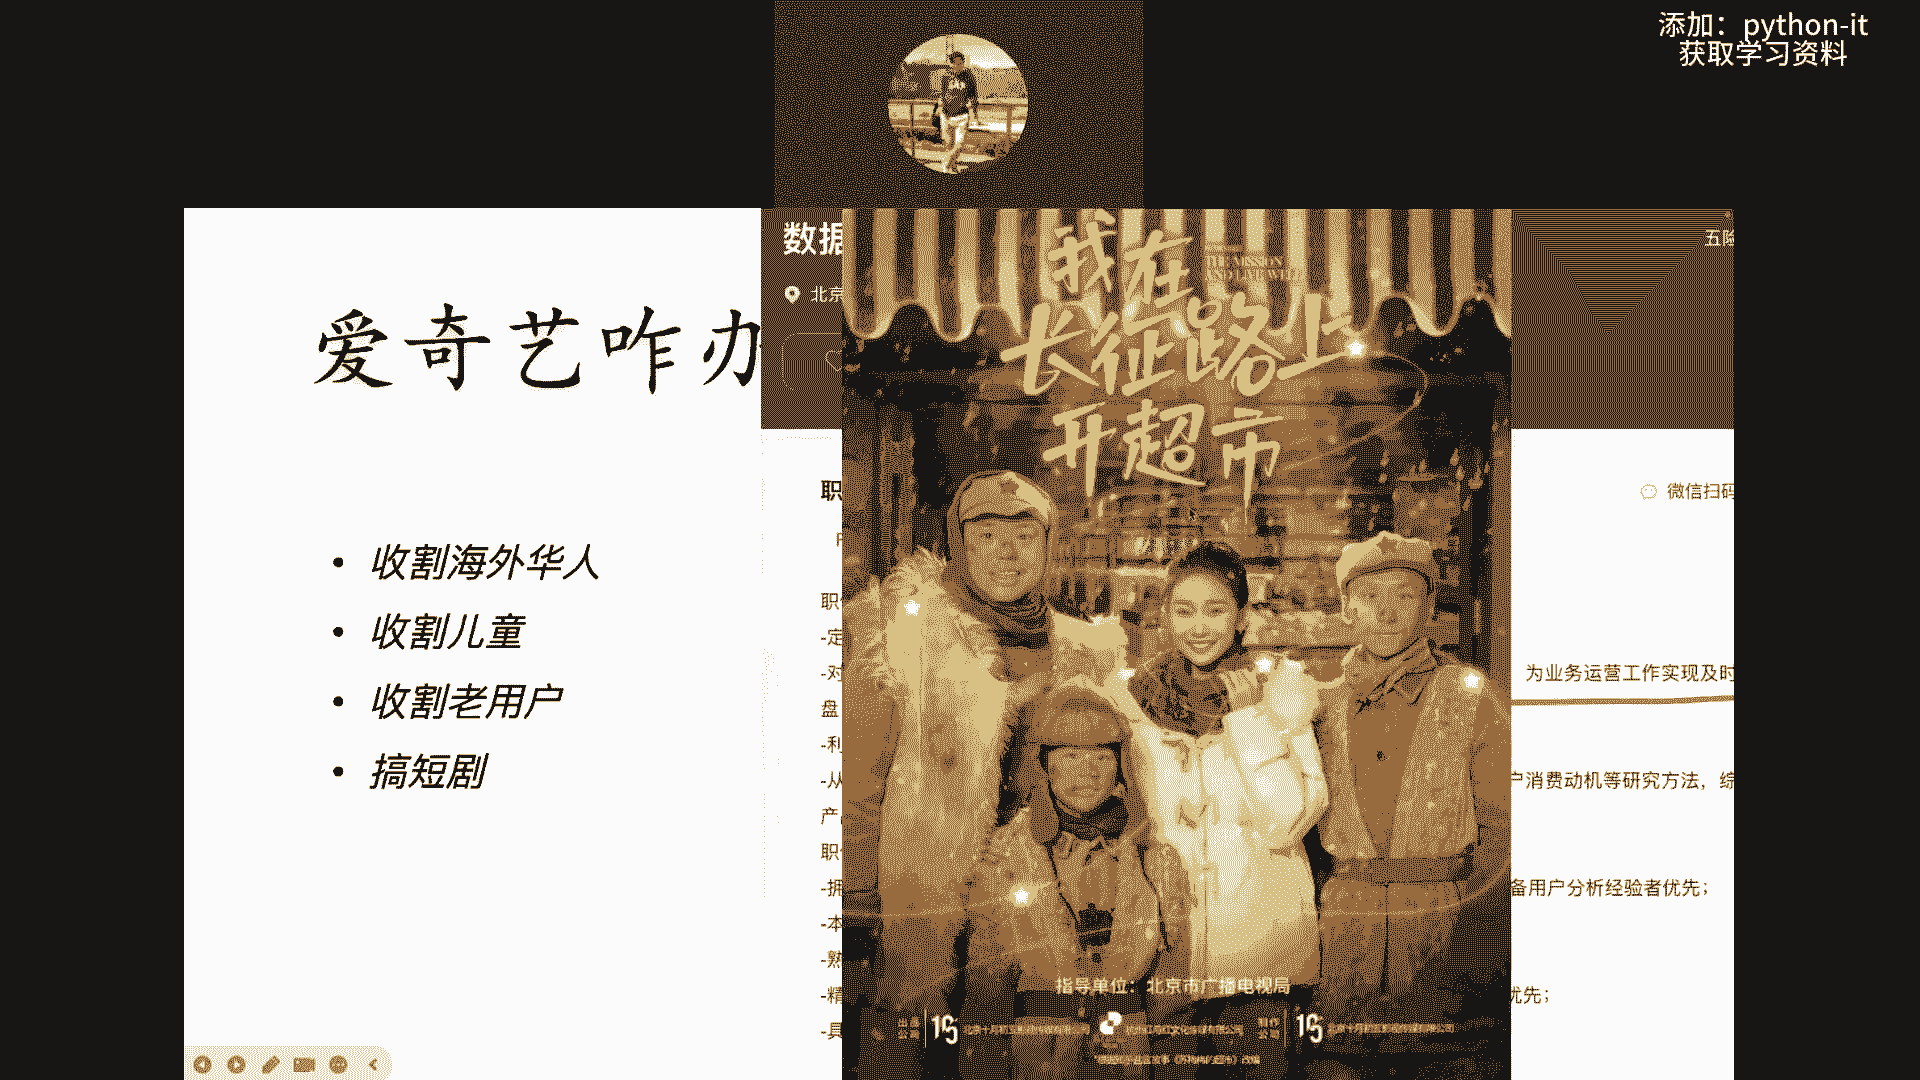 添加：python-it
获取学习资料
爱奇艺咋办
• 收割海外华人
• 收割儿童
• 收割老用户
• 搞短剧
数据
北京
五险
职
微信扫码
职
-定
-对
为业务运营工作实现及时
盘
-利
-从
户消费动机等研究方法，综
产
职
-拥
备用户分析经验者优先；
-本
-熟
-精
优先；
-具
我在
THE MISSION
长征路上
开超市
指导单位：北京市广播电视局